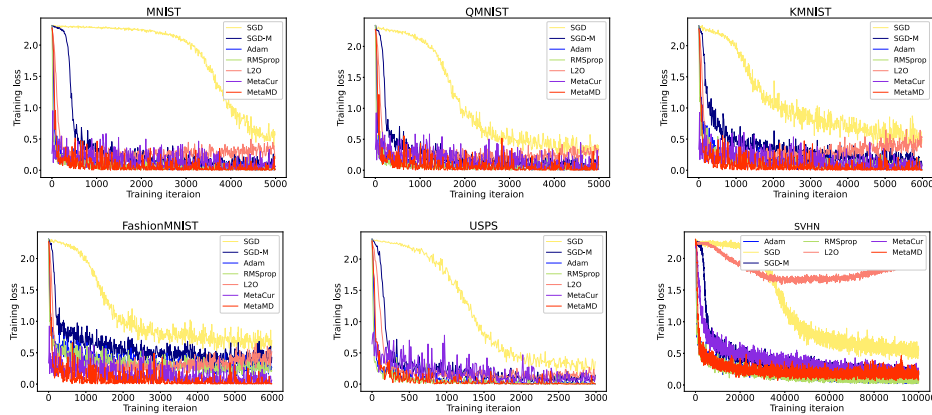 MNIST
Training loss
2.0
1.5
1.0
0.5
0.0
0 1000 2000 3000 4000 5000
Training iteraion
SGD
SGD-M
Adam
RMSprop
L2O
MetaCur
MetaMD
QMNIST
Training loss
2.0
1.5
1.0
0.5
0.0
0 1000 2000 3000 4000 5000
Training iteraion
SGD
SGD-M
Adam
RMSprop
L2O
MetaCur
MetaMD
KMNIST
Training loss
2.0
1.5
1.0
0.5
0.0
0 1000 2000 3000 4000 5000 6000
Training iteraion
SGD
SGD-M
Adam
RMSprop
L2O
MetaCur
MetaMD
FashionMNIST
Training loss
2.0
1.5
1.0
0.5
0.0
0 1000 2000 3000 4000 5000 6000
Training iteraion
SGD
SGD-M
Adam
RMSprop
L2O
MetaCur
MetaMD
USPS
Training loss
2.0
1.5
1.0
0.5
0.0
0 500 1000 1500 2000 2500 3000
Training iteraion
SGD
SGD-M
Adam
RMSprop
L2O
MetaCur
MetaMD
SVHN
Training loss
2.0
1.5
1.0
0.5
0.0
0 20000 40000 60000 80000 100000
Training iteraion
Adam RMSprop MetaCur
SGD L2O MetaMD
SGD-M